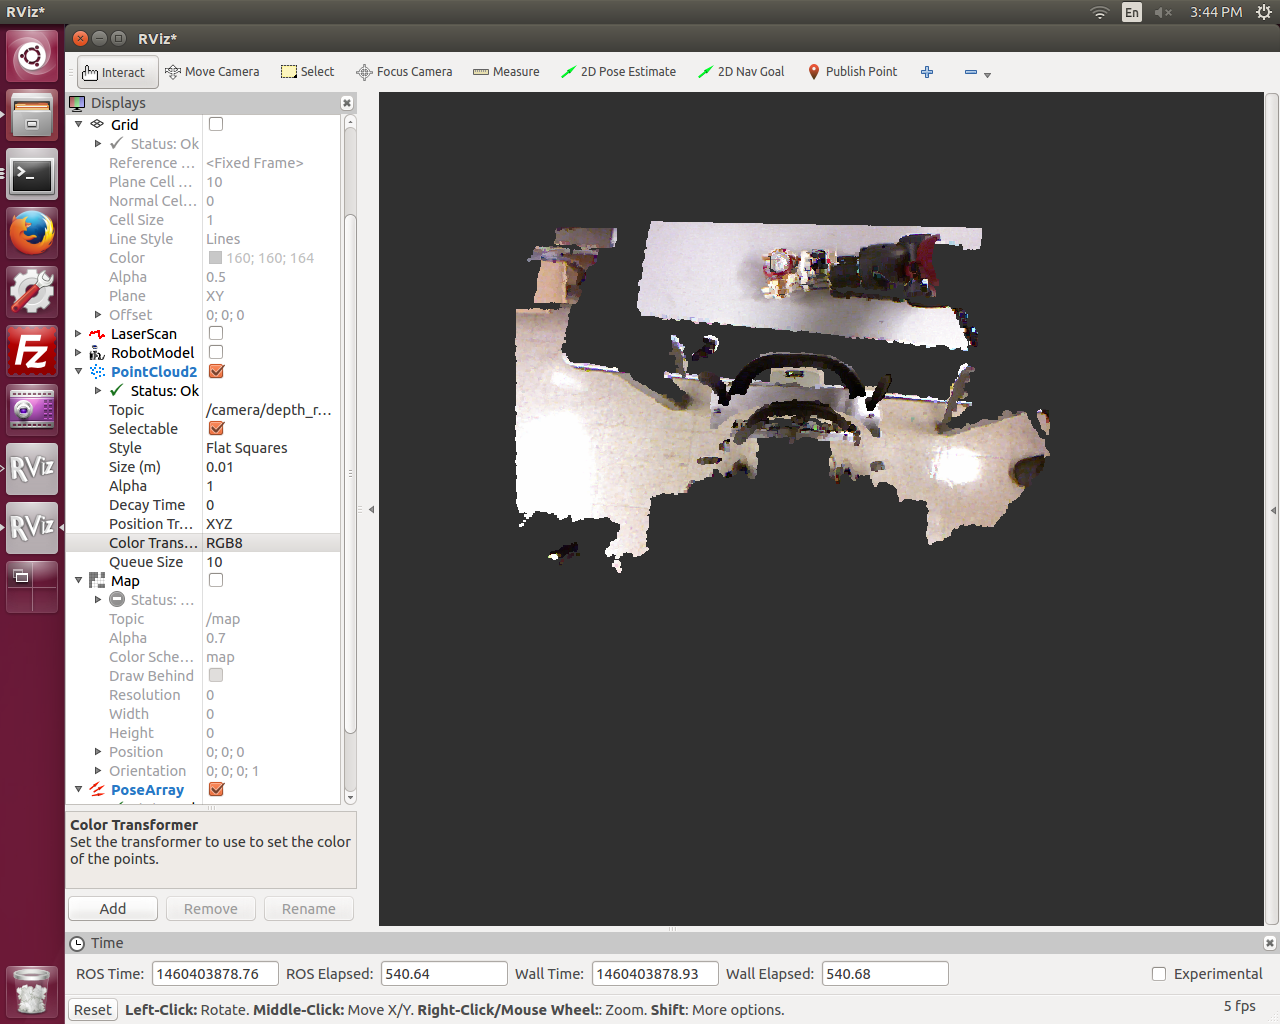 RViz*
En
3:44 PM
RViz*
Interact
Move Camera
Select
Focus Camera
Measure
2D Pose Estimate
2D Nav Goal
Publish Point
Displays
Grid
Status: Ok
Reference ... <Fixed Frame>
Plane Cell ... 10
Normal Cel... 0
Cell Size 1
Line Style Lines
Color 160; 160; 164
Alpha 0.5
Plane XY
Offset 0; 0; 0
LaserScan
RobotModel
PointCloud2
Status: Ok
Topic /camera/depth_r...
Selectable
Style Flat Squares
Size (m) 0.01
Alpha 1
Decay Time 0
Position Tr... XYZ
Color Trans... RGB8
Queue Size 10
Map
Status: ...
Topic /map
Alpha 0.7
Color Sche... map
Draw Behind
Resolution 0
Width 0
Height 0
Position 0; 0; 0
Orientation 0; 0; 0; 1
PoseArray
Color Transformer
Set the transformer to use to set the color
of the points.
Add
Remove
Rename
Time
ROS Time: 1460403878.76 ROS Elapsed: 540.64 Wall Time: 1460403878.93 Wall Elapsed: 540.68 Experimental
Reset Left-Click: Rotate. Middle-Click: Move X/Y. Right-Click/Mouse Wheel:: Zoom. Shift: More options. 5 fps
Fz
RViz
RViz